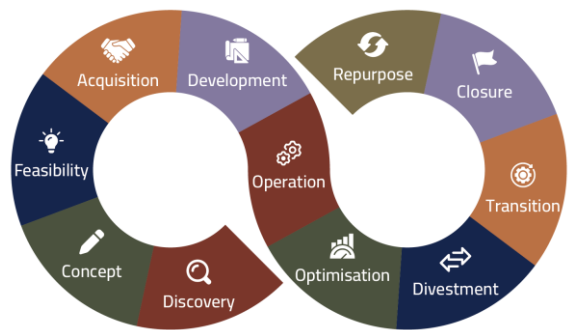 Discovery
Concept
Feasibility
Acquisition
Development
Operation
Optimisation
Divestment
Transition
Closure
Repurpose